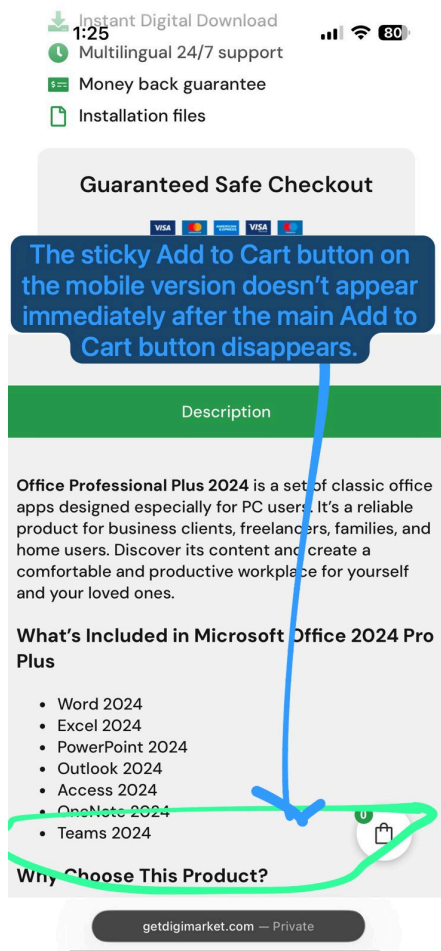 Instant Digital Download
1:25
80
Multilingual 24/7 support
Money back guarantee
Installation files
Guaranteed Safe Checkout
VISA AMERICAN EXPRESS VISA
The sticky Add to Cart button on
the mobile version doesn't appear
immediately after the main Add to
Cart button disappears.
Description
Office Professional Plus 2024 is a set of classic office
apps designed especially for PC users. It's a reliable
product for business clients, freelancers, families, and
home users. Discover its content and create a
comfortable and productive workplace for yourself
and your loved ones.
What's Included in Microsoft Office 2024 Pro
Plus
• Word 2024
• Excel 2024
• PowerPoint 2024
• Outlook 2024
• Access 2024
• OneNote 2024
0
• Teams 2024
Why Choose This Product?
getdigimarket.com — Private